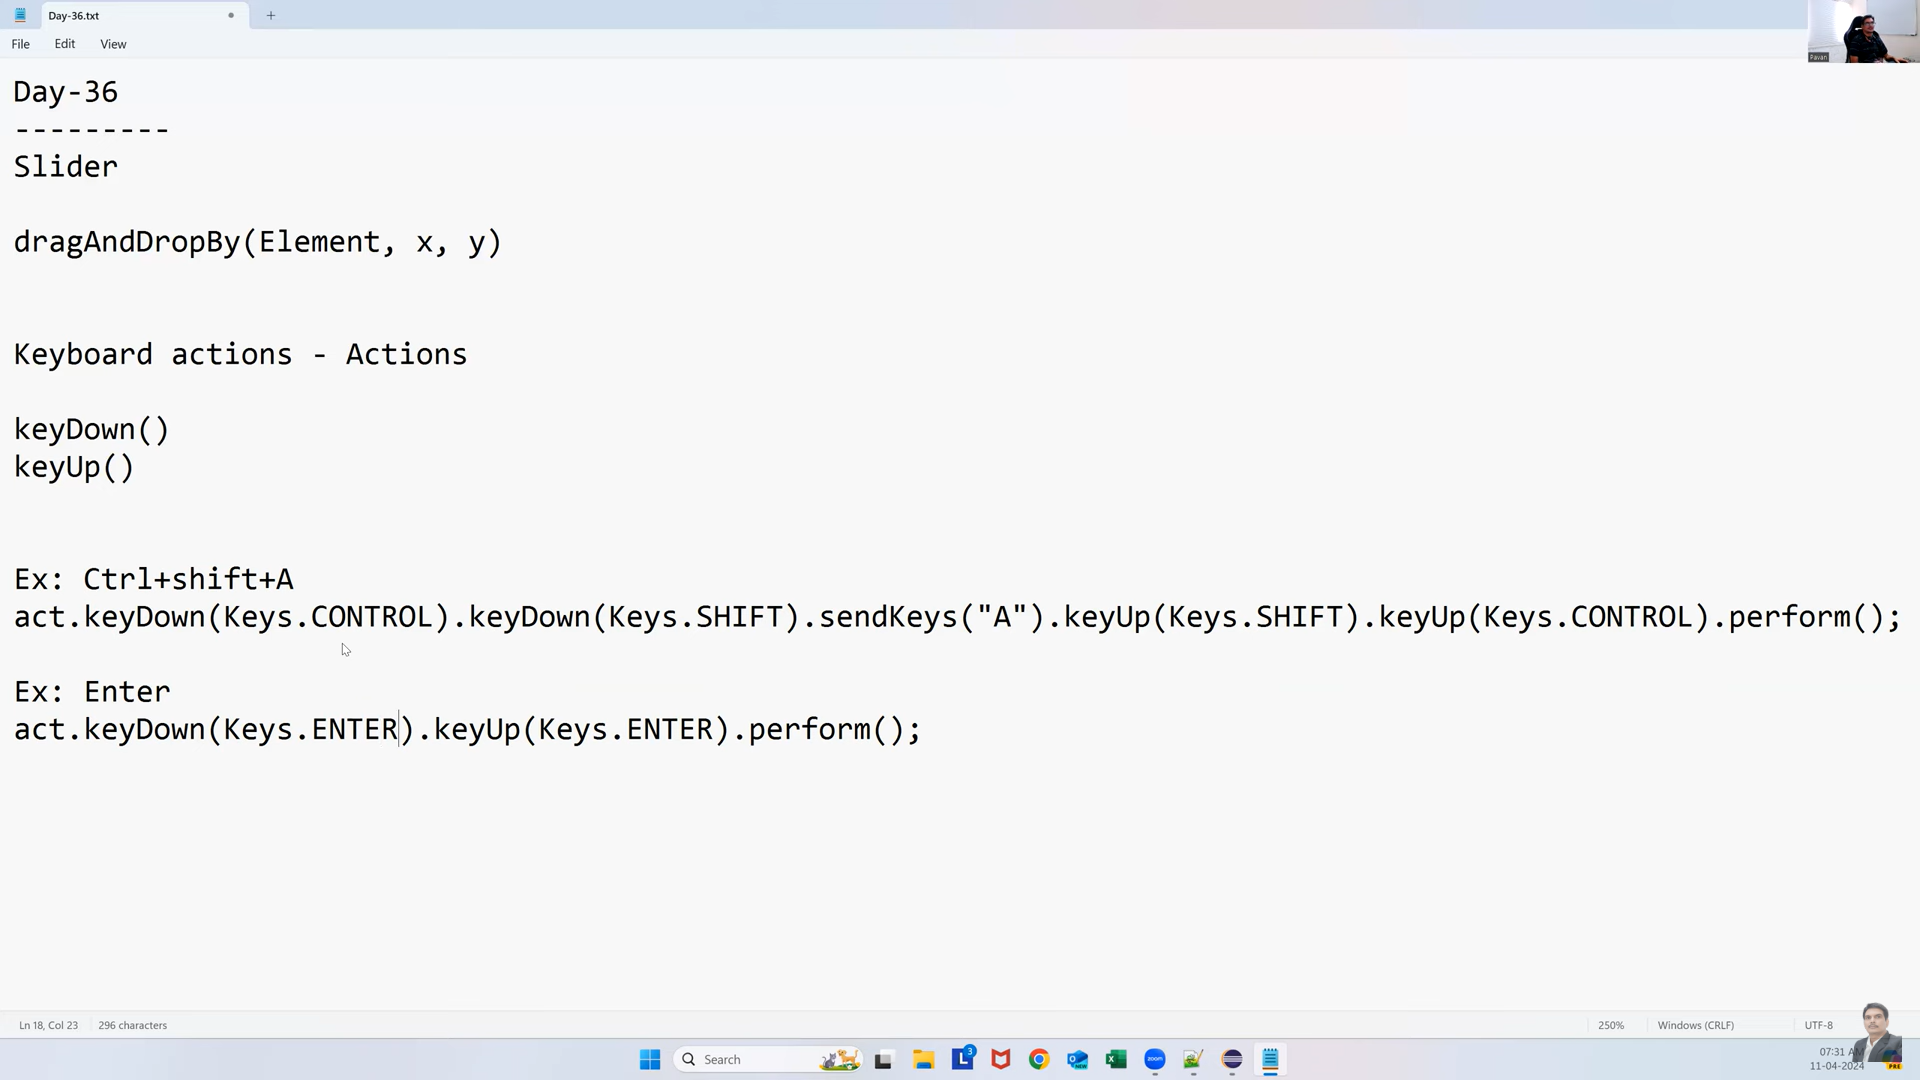 Day-36.txt
File Edit View
Pavan
Day-36
---------
Slider
dragAndDropBy(Element, x, y)
Keyboard actions - Actions
keyDown()
keyUp()
Ex: Ctrl+shift+A
act.keyDown(Keys.CONTROL).keyDown(Keys.SHIFT).sendKeys("A").keyUp(Keys.SHIFT).keyUp(Keys.CONTROL).perform();
Ex: Enter
act.keyDown(Keys.ENTER).keyUp(Keys.ENTER).perform();
Ln 18, Col 23 296 characters 250% Windows (CRLF) UTF-8
Search
07:31
11-04-2024